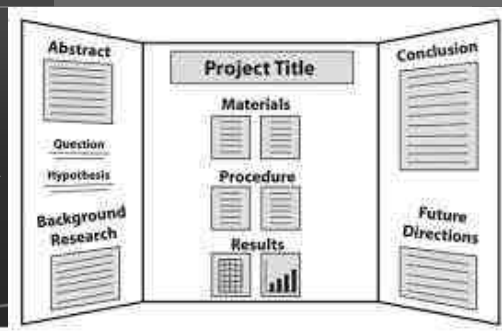 Abstract
Question
Hypothesis
Background
Research
Project Title
Materials
Procedure
Results
Conclusion
Future
Directions